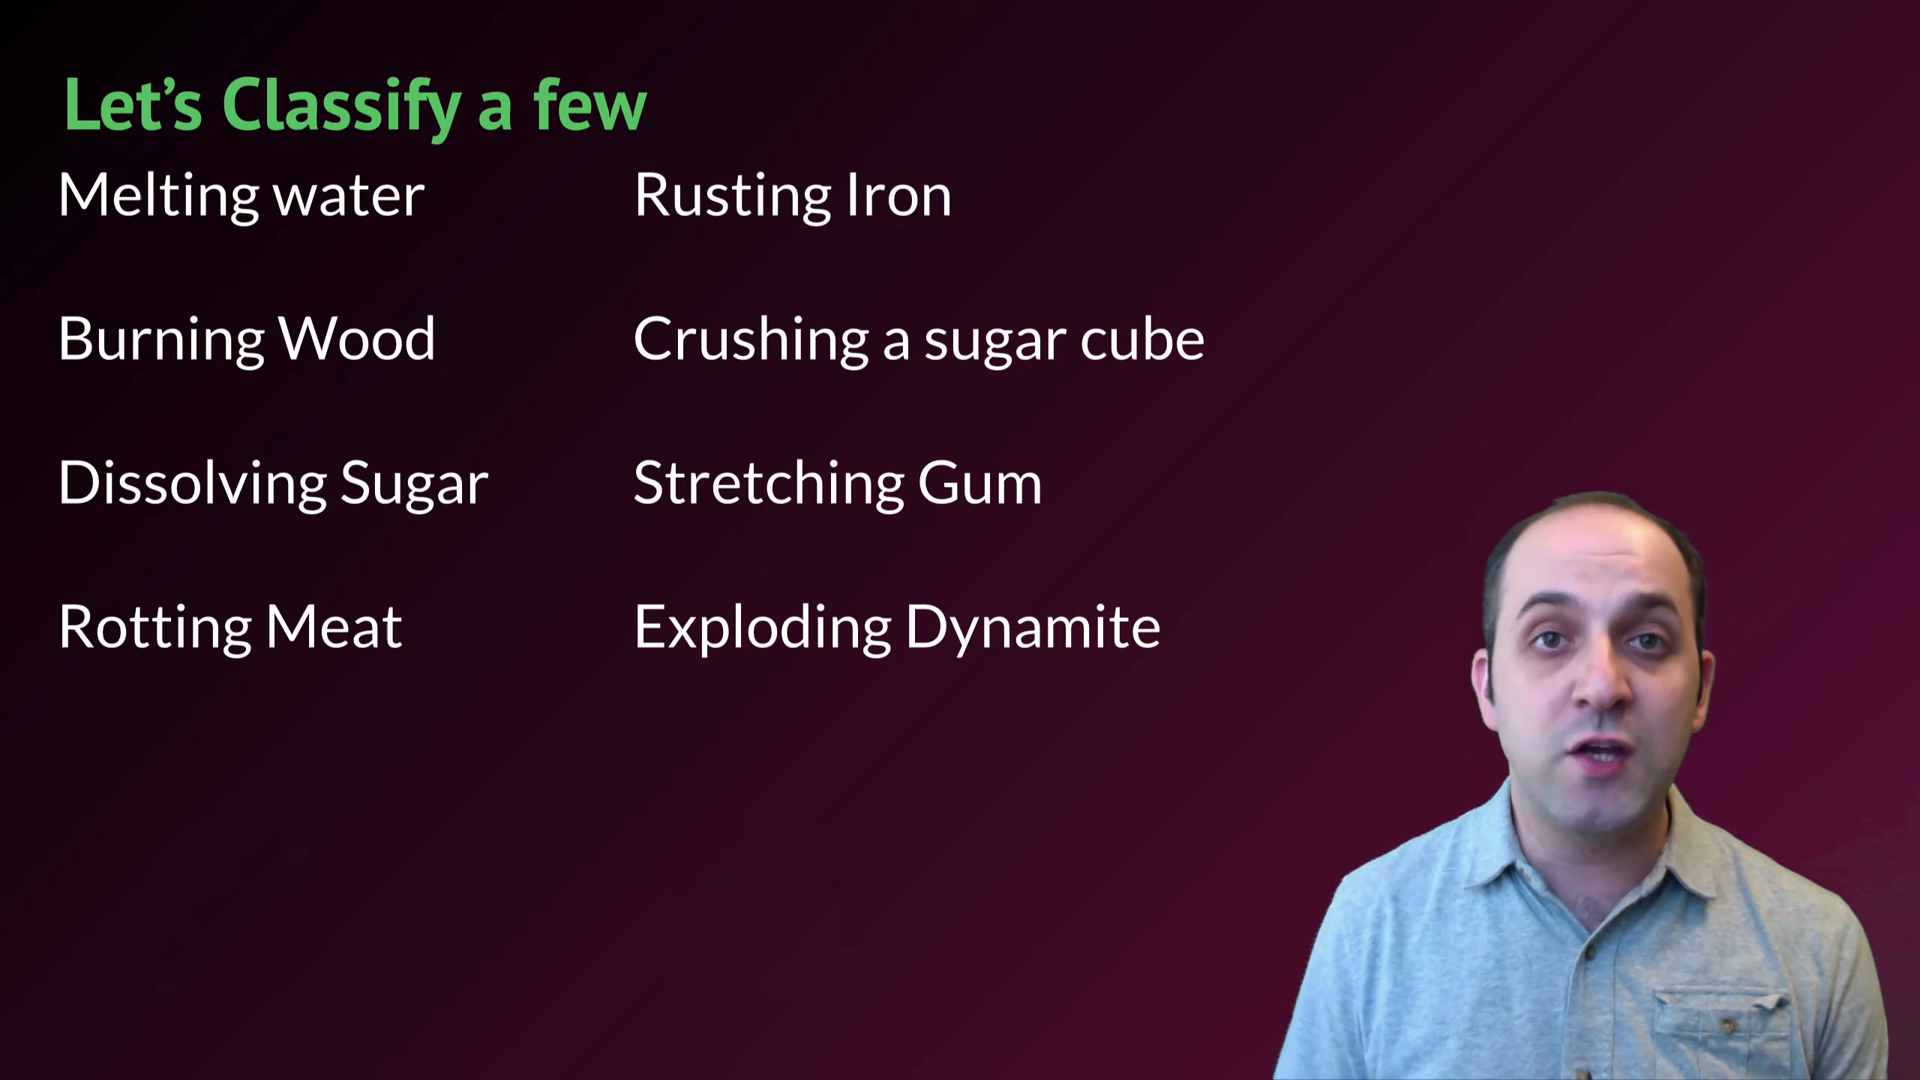 Let's Classify a few
Melting water
Rusting Iron
Burning Wood
Crushing a sugar cube
Dissolving Sugar
Stretching Gum
Rotting Meat
Exploding Dynamite